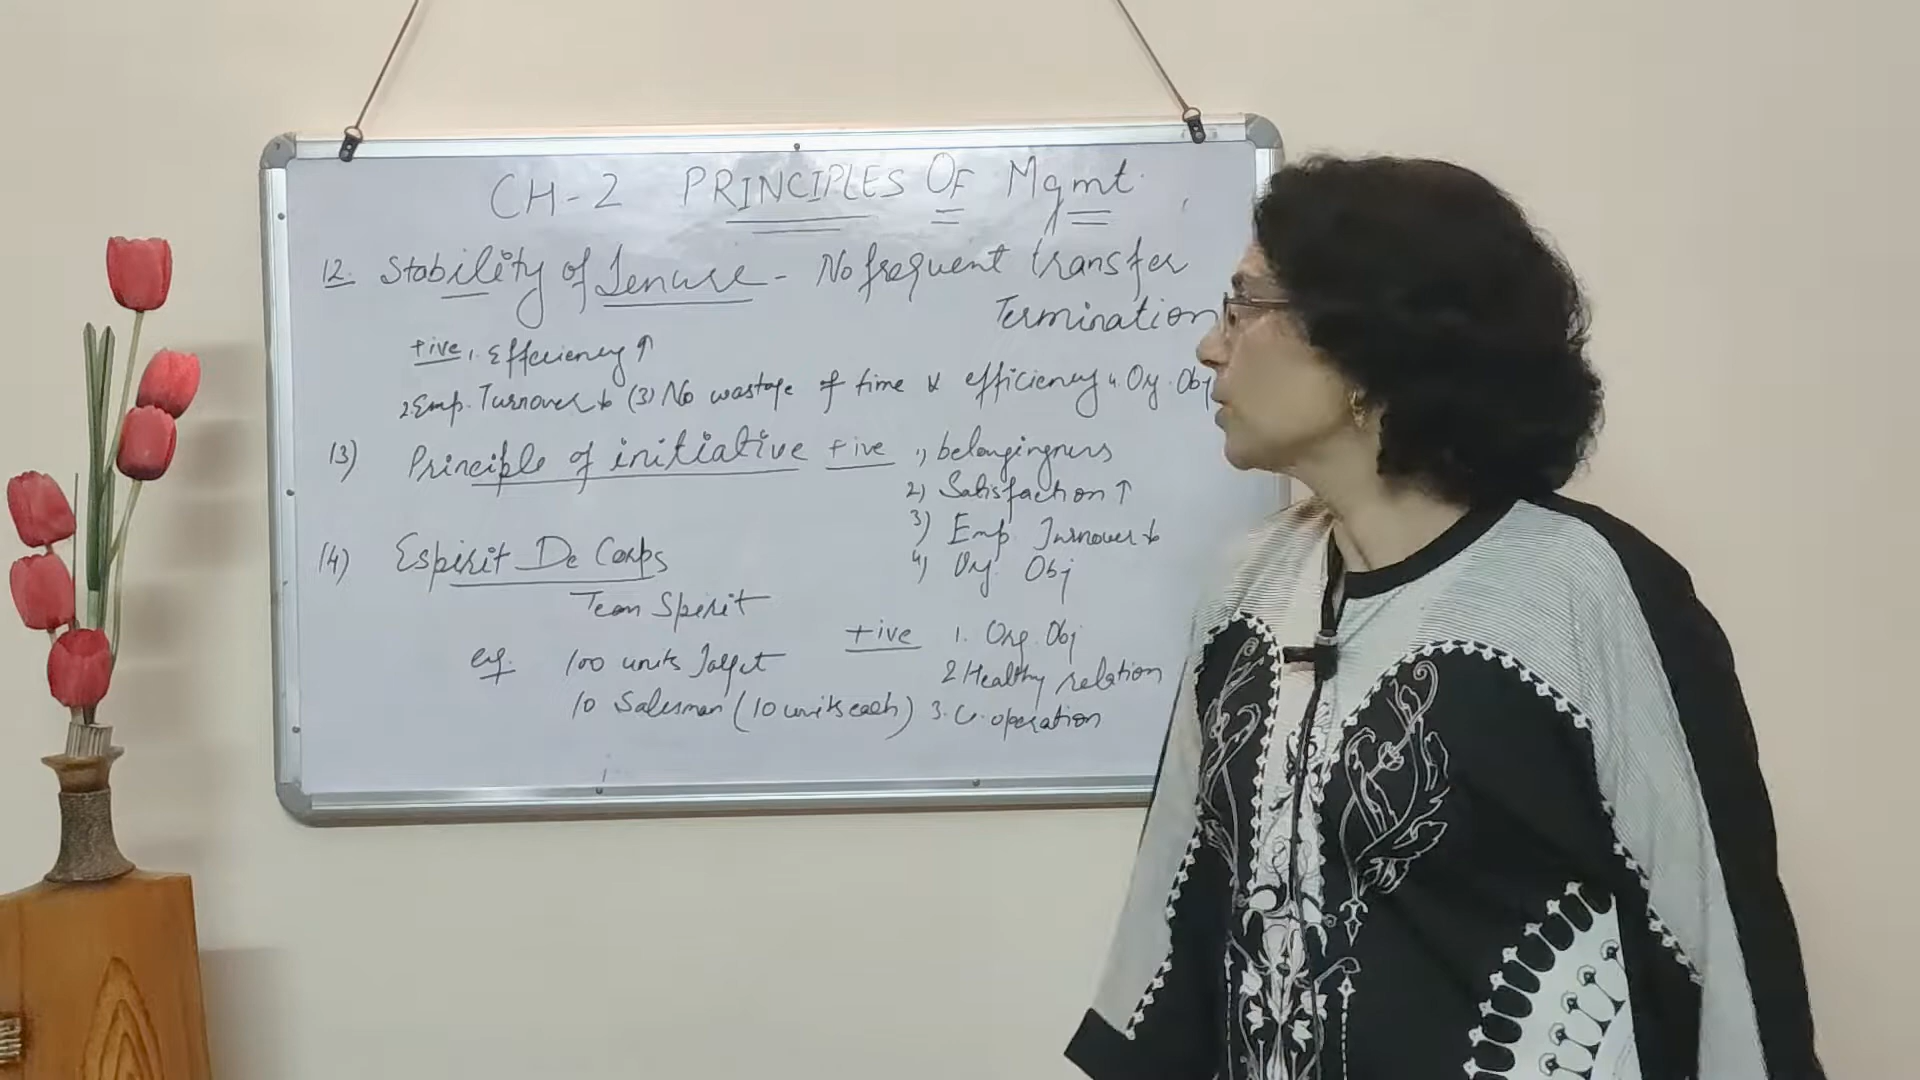 CH-2 PRINCIPLES OF Mgmt.
12. Stability of Tenure - No frequent transfer
Termination
+ive 1. Efficiency ↑
2 Emp. Turnover ↓ (3) No wastage of time & efficiency 4. Org. Obj
13) Principle of initiative +ive 1) belongingness
2) Satisfaction ↑
3) Emp. Turnover ↓
4) Org. Obj
14) Espirit De Corps
Team Spirit
+ive 1. Org. Obj
eg. 100 units Target
2 Healthy relation
10 Salesman (10 units each) 3. Co.operation